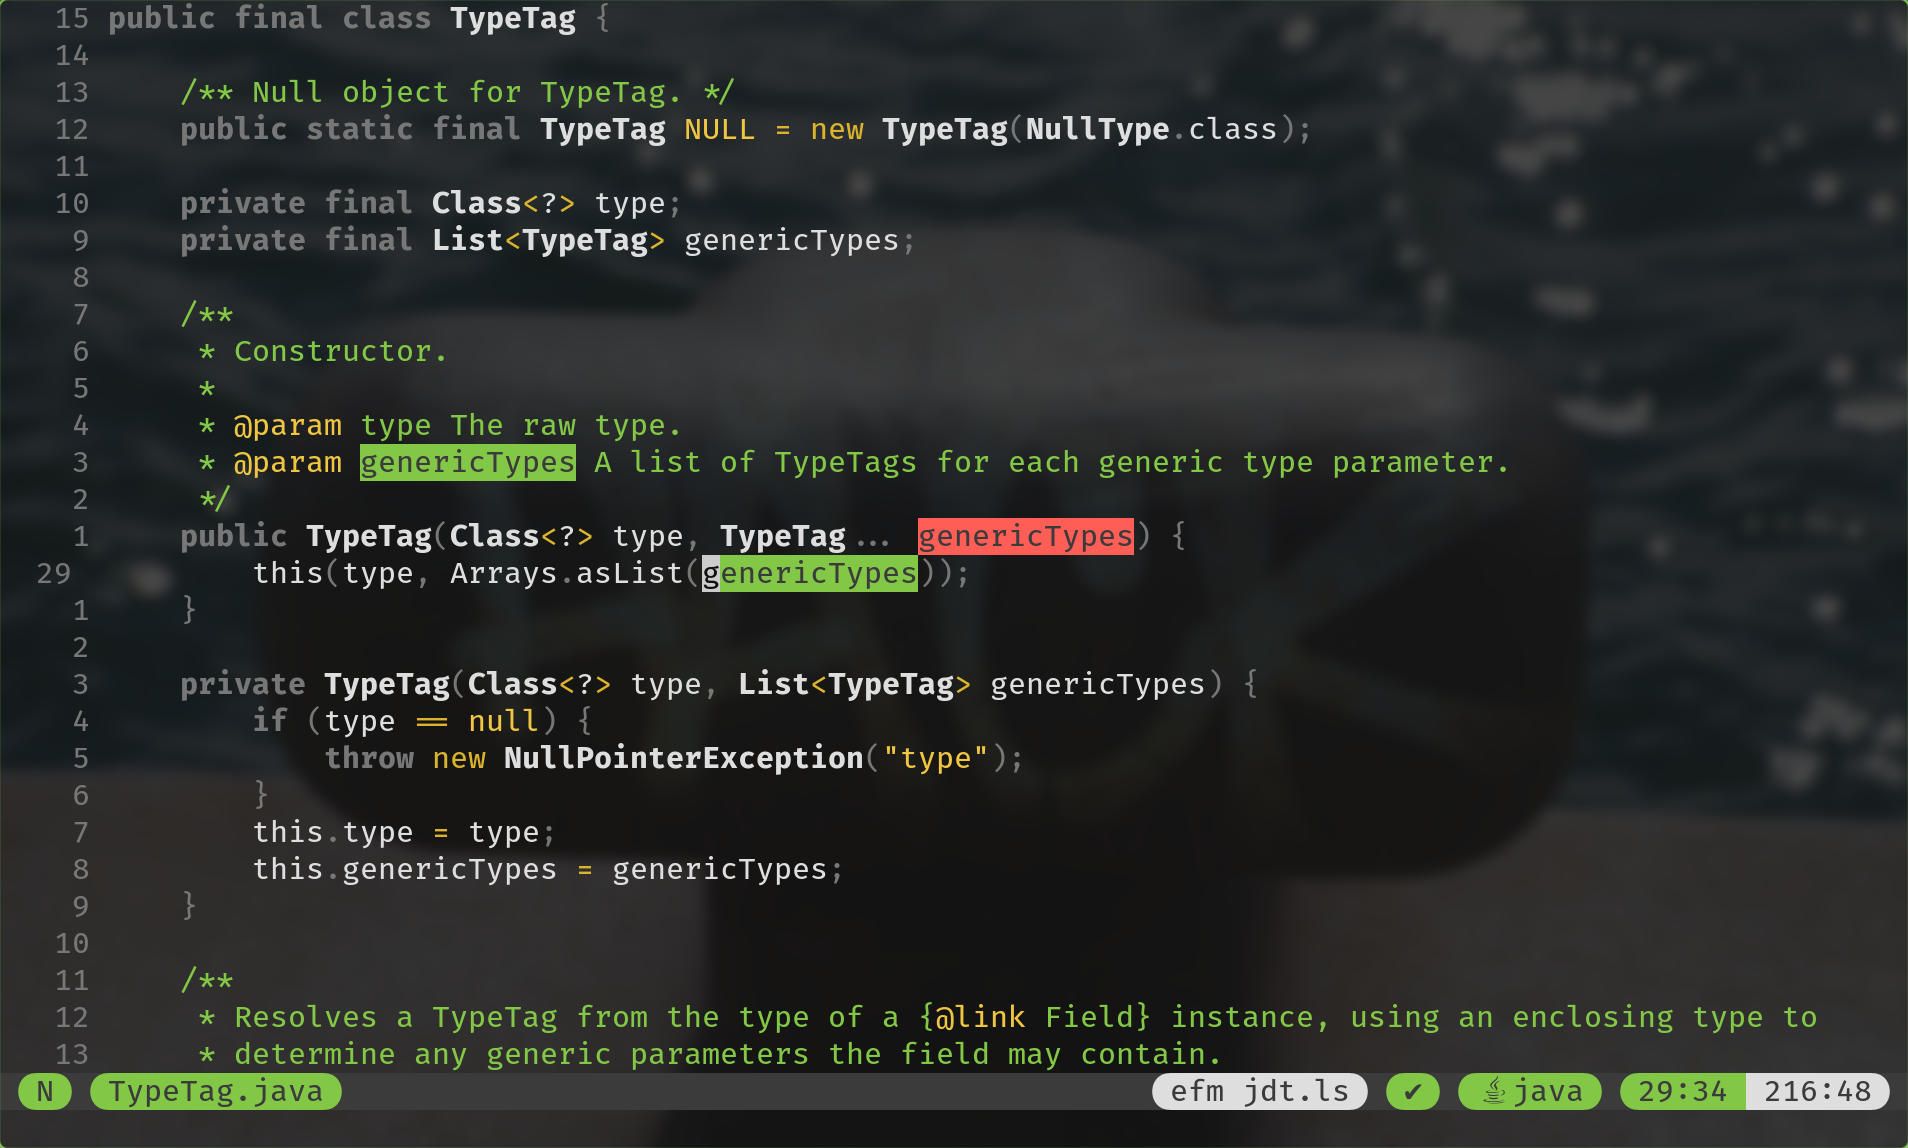 15 public final class TypeTag {
14
13     /** Null object for TypeTag. */
12     public static final TypeTag NULL = new TypeTag(NullType.class);
11
10     private final Class<?> type;
9     private final List<TypeTag> genericTypes;
8
7     /**
6      * Constructor.
5      *
4      * @param type The raw type.
3      * @param genericTypes A list of TypeTags for each generic type parameter.
2      */
1     public TypeTag(Class<?> type, TypeTag... genericTypes) {
29         this(type, Arrays.asList(genericTypes));
1     }
2
3     private TypeTag(Class<?> type, List<TypeTag> genericTypes) {
4         if (type == null) {
5             throw new NullPointerException("type");
6         }
7         this.type = type;
8         this.genericTypes = genericTypes;
9     }
10
11     /**
12      * Resolves a TypeTag from the type of a {@link Field} instance, using an enclosing type to
13      * determine any generic parameters the field may contain.
N TypeTag.java efm jdt.ls ✔ java 29:34 216:48